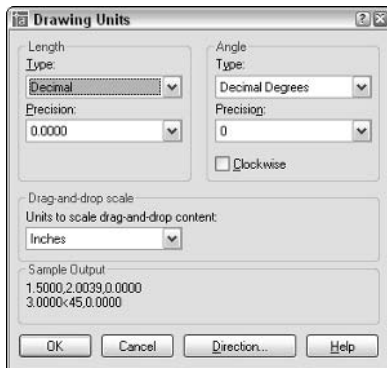 Drawing Units
Length
Type:
Decimal
Precision:
0.0000
Angle
Type:
Decimal Degrees
Precision:
0
Clockwise
Drag-and-drop scale
Units to scale drag-and-drop content:
Inches
Sample Output
1.5000,2.0039,0.0000
3.0000<45,0.0000
OK Cancel Direction... Help